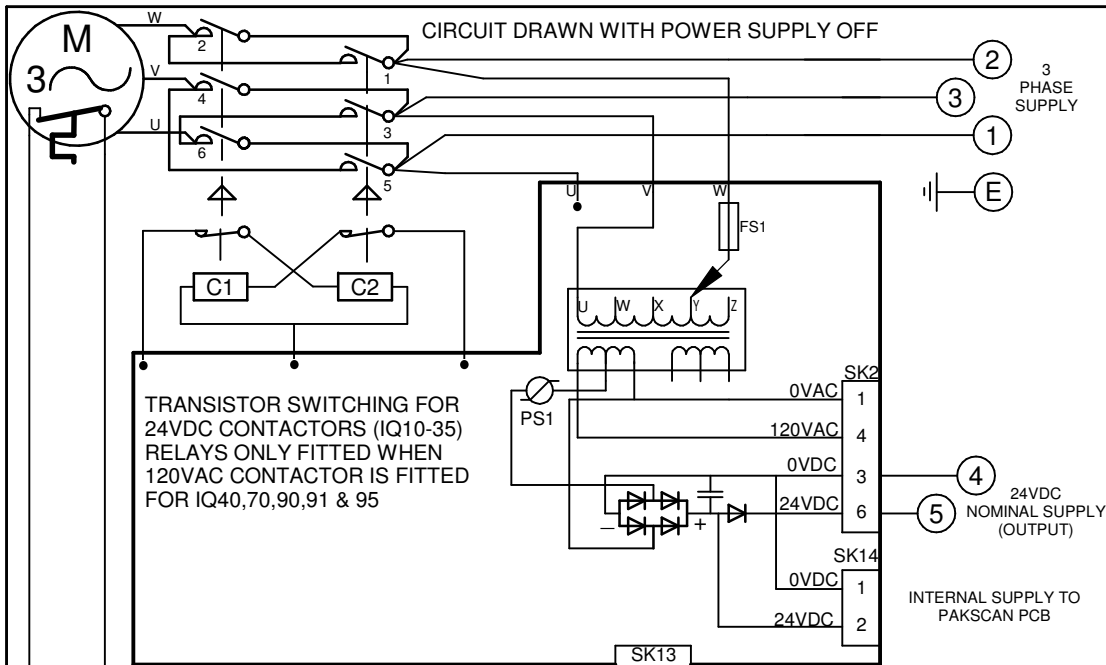 CIRCUIT DRAWN WITH POWER SUPPLY OFF
M
3
W
V
U
2
4
6
1
3
5
2
3
1
E
3
PHASE
SUPPLY
U
V
W
FS1
C1
C2
U W X Y Z
TRANSISTOR SWITCHING FOR
24VDC CONTACTORS (IQ10-35)
RELAYS ONLY FITTED WHEN
120VAC CONTACTOR IS FITTED
FOR IQ40,70,90,91 & 95
PS1
SK2
0VAC 1
120VAC 4
0VDC 3
24VDC 6
4
5
24VDC
NOMINAL SUPPLY
(OUTPUT)
– +
SK14
0VDC 1
24VDC 2
INTERNAL SUPPLY TO
PAKSCAN PCB
SK13